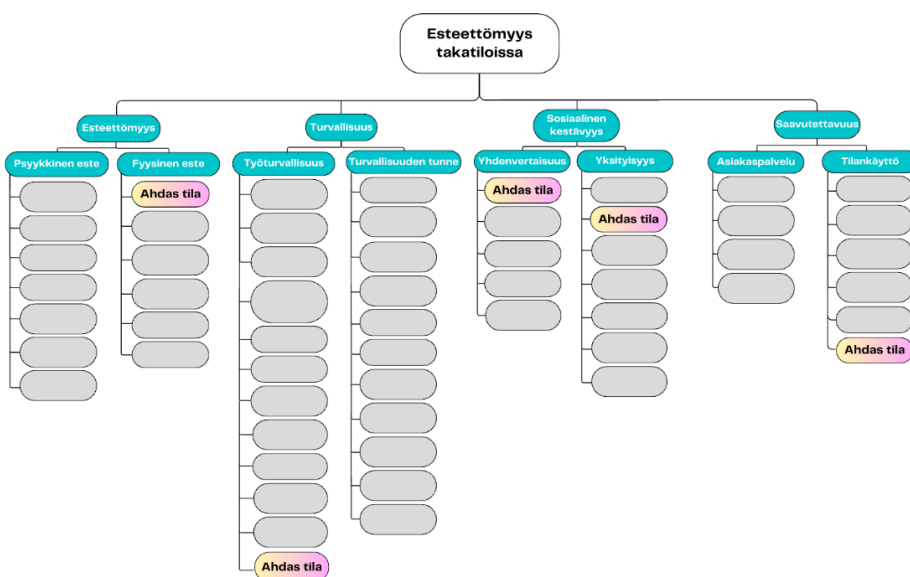 Esteettömyys
takatiloissa
Esteettömyys
Turvallisuus
Sosiaalinen
kestävyys
Saavutettavuus
Psyykkinen este
Fyysinen este
Työturvallisuus
Turvallisuuden tunne
Yhdenvertaisuus
Yksityisyys
Asiakaspalvelu
Tilankäyttö
Ahdas tila
Ahdas tila
Ahdas tila
Ahdas tila
Ahdas tila